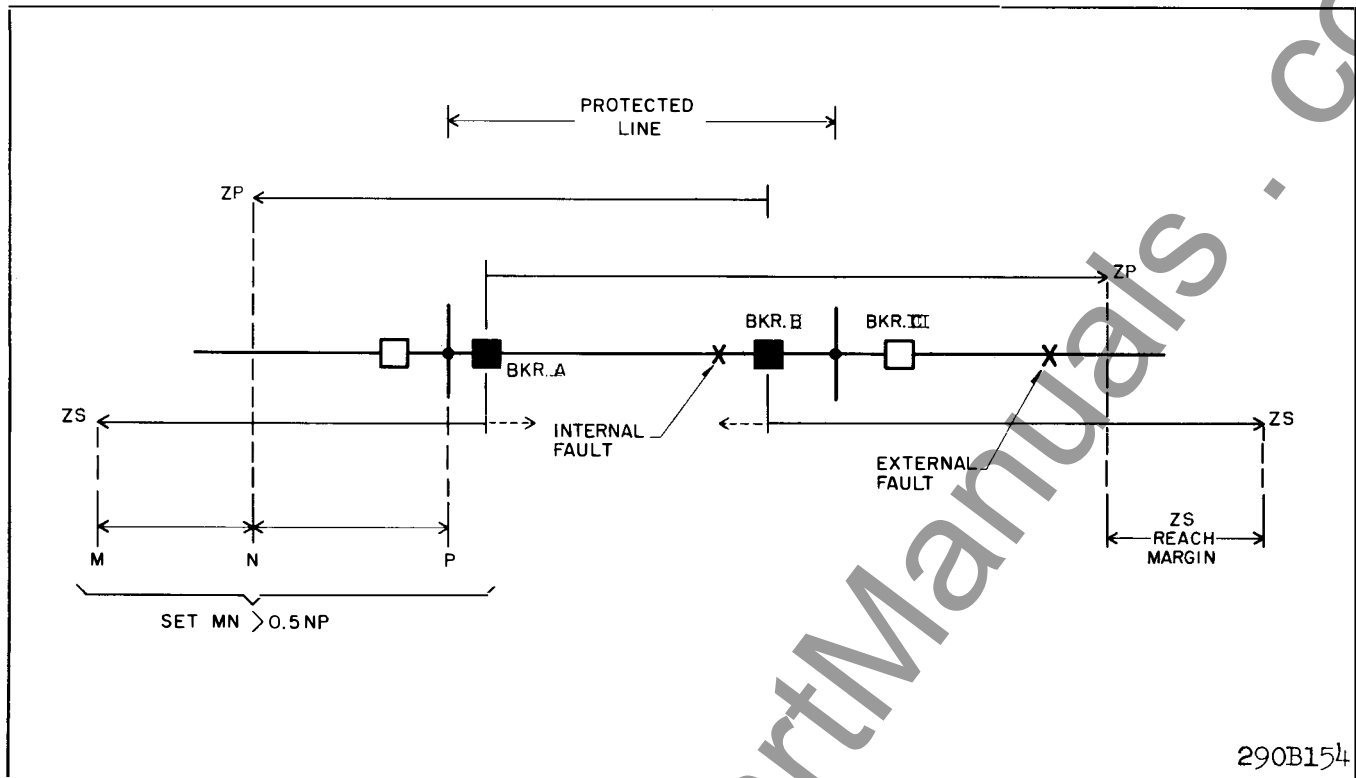 PROTECTED
LINE
ZP
ZP
BKR. B
BKR. C
BKR. A
ZS
ZS
INTERNAL
FAULT
EXTERNAL
FAULT
ZS
REACH
MARGIN
M
N
P
SET MN >0.5 NP
290B154